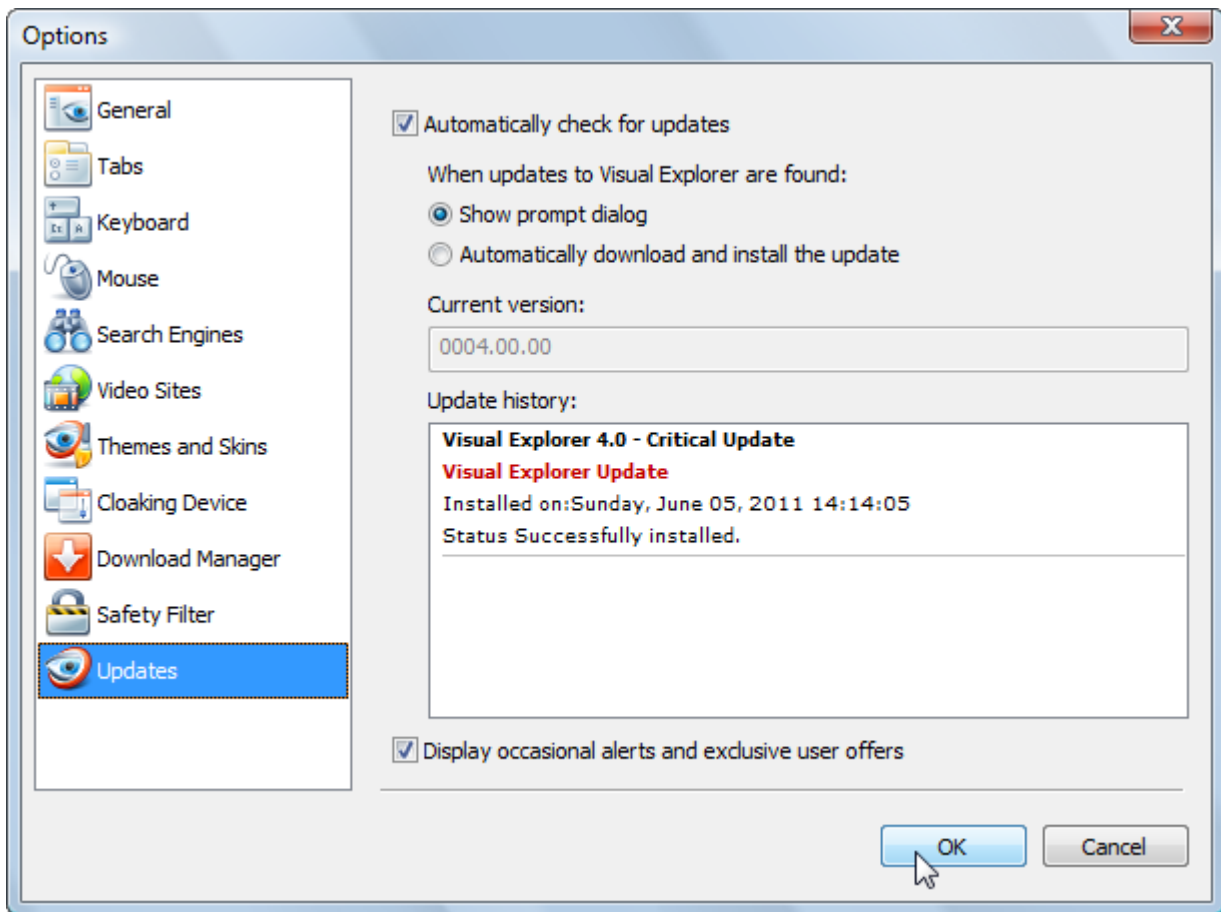 Options
General
Tabs
Keyboard
Mouse
Search Engines
Video Sites
Themes and Skins
Cloaking Device
Download Manager
Safety Filter
Updates
Automatically check for updates
When updates to Visual Explorer are found:
Show prompt dialog
Automatically download and install the update
Current version:
0004.00.00
Update history:
Visual Explorer 4.0 - Critical Update
Visual Explorer Update
Installed on:Sunday, June 05, 2011 14:14:05
Status Successfully installed.
Display occasional alerts and exclusive user offers
OK
Cancel